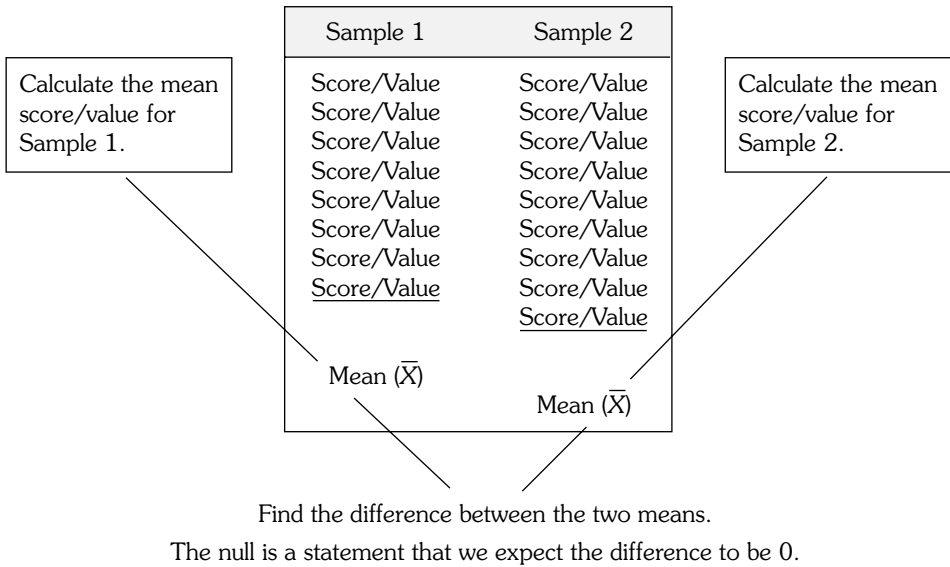 Sample 1 Sample 2
Calculate the mean
score/value for
Sample 1.
Score/Value Score/Value
Score/Value Score/Value
Score/Value Score/Value
Score/Value Score/Value
Score/Value Score/Value
Score/Value Score/Value
Score/Value Score/Value
Score/Value Score/Value
Score/Value
Calculate the mean
score/value for
Sample 2.
Mean (X̅)
Mean (X̅)
Find the difference between the two means.
The null is a statement that we expect the difference to be 0.